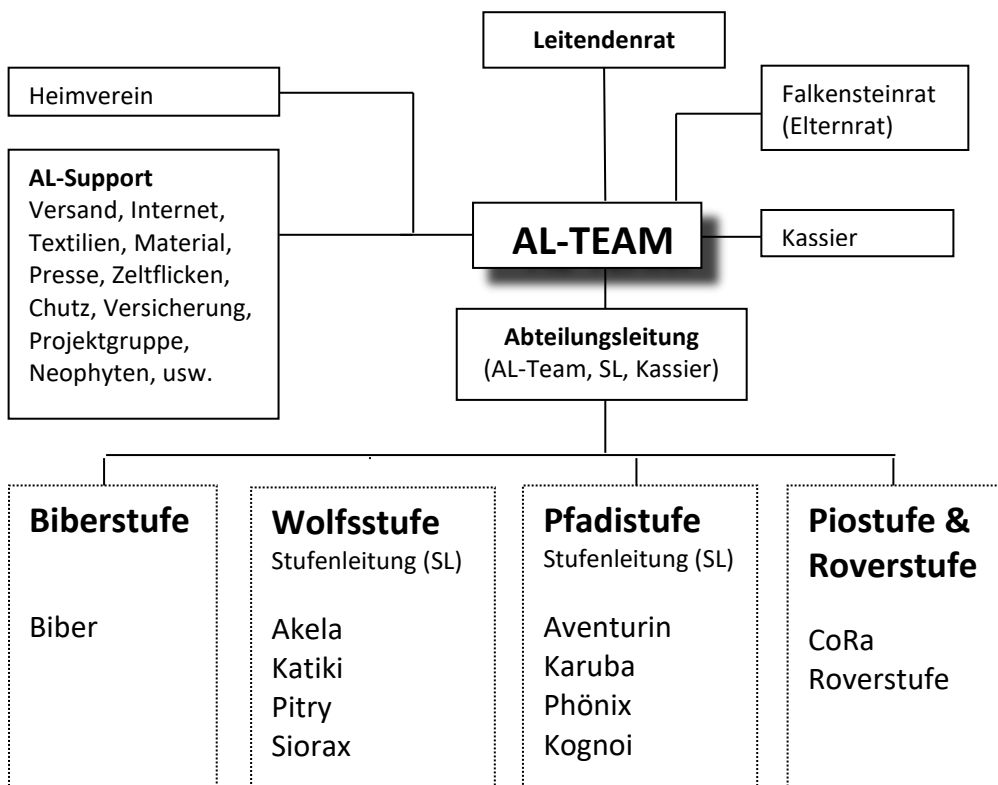 Leitendenrat
Heimverein
Falkensteinrat
(Elternrat)
AL-Support
Versand, Internet,
Textilien, Material,
Presse, Zeltflicken,
Chutz, Versicherung,
Projektgruppe,
Neophyten, usw.
AL-TEAM
Kassier
Abteilungsleitung
(AL-Team, SL, Kassier)
Biberstufe
Biber
Wolfsstufe
Stufenleitung (SL)
Akela
Katiki
Pitry
Siorax
Pfadistufe
Stufenleitung (SL)
Aventurin
Karuba
Phönix
Kognoi
Piostufe &
Roverstufe
CoRa
Roverstufe